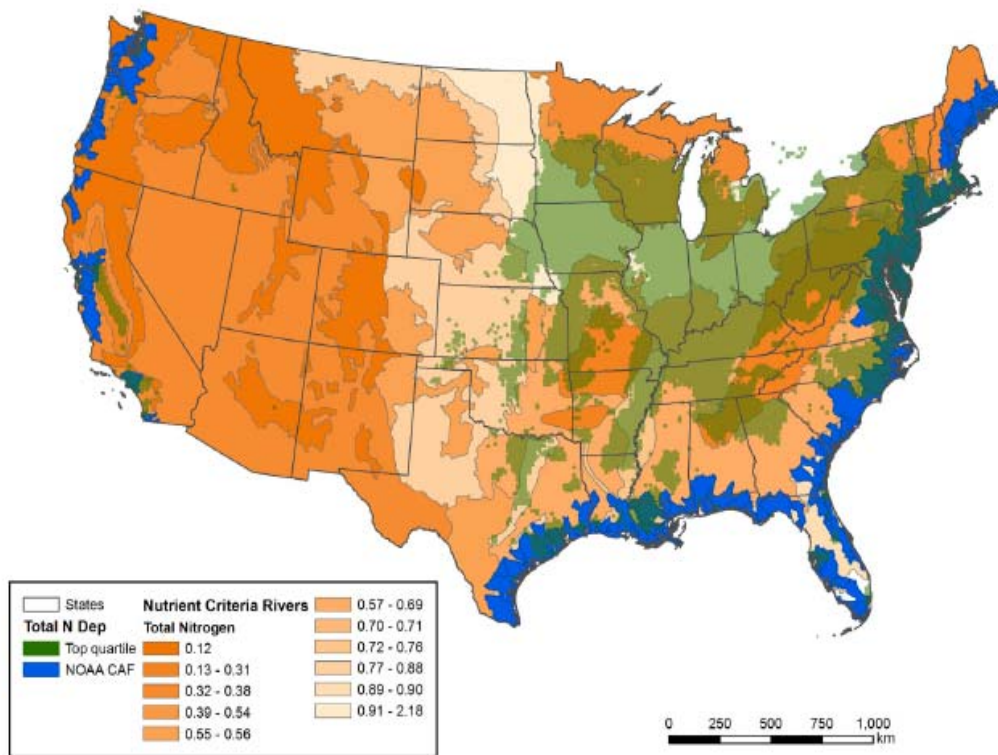 States
Total N Dep
Top quartile
NOAA CAF
Nutrient Criteria Rivers
Total Nitrogen
0.12
0.13 - 0.31
0.32 - 0.38
0.39 - 0.54
0.55 - 0.56
0.57 - 0.69
0.70 - 0.71
0.72 - 0.76
0.77 - 0.88
0.89 - 0.90
0.91 - 2.18
0 250 500 750 1,000
km